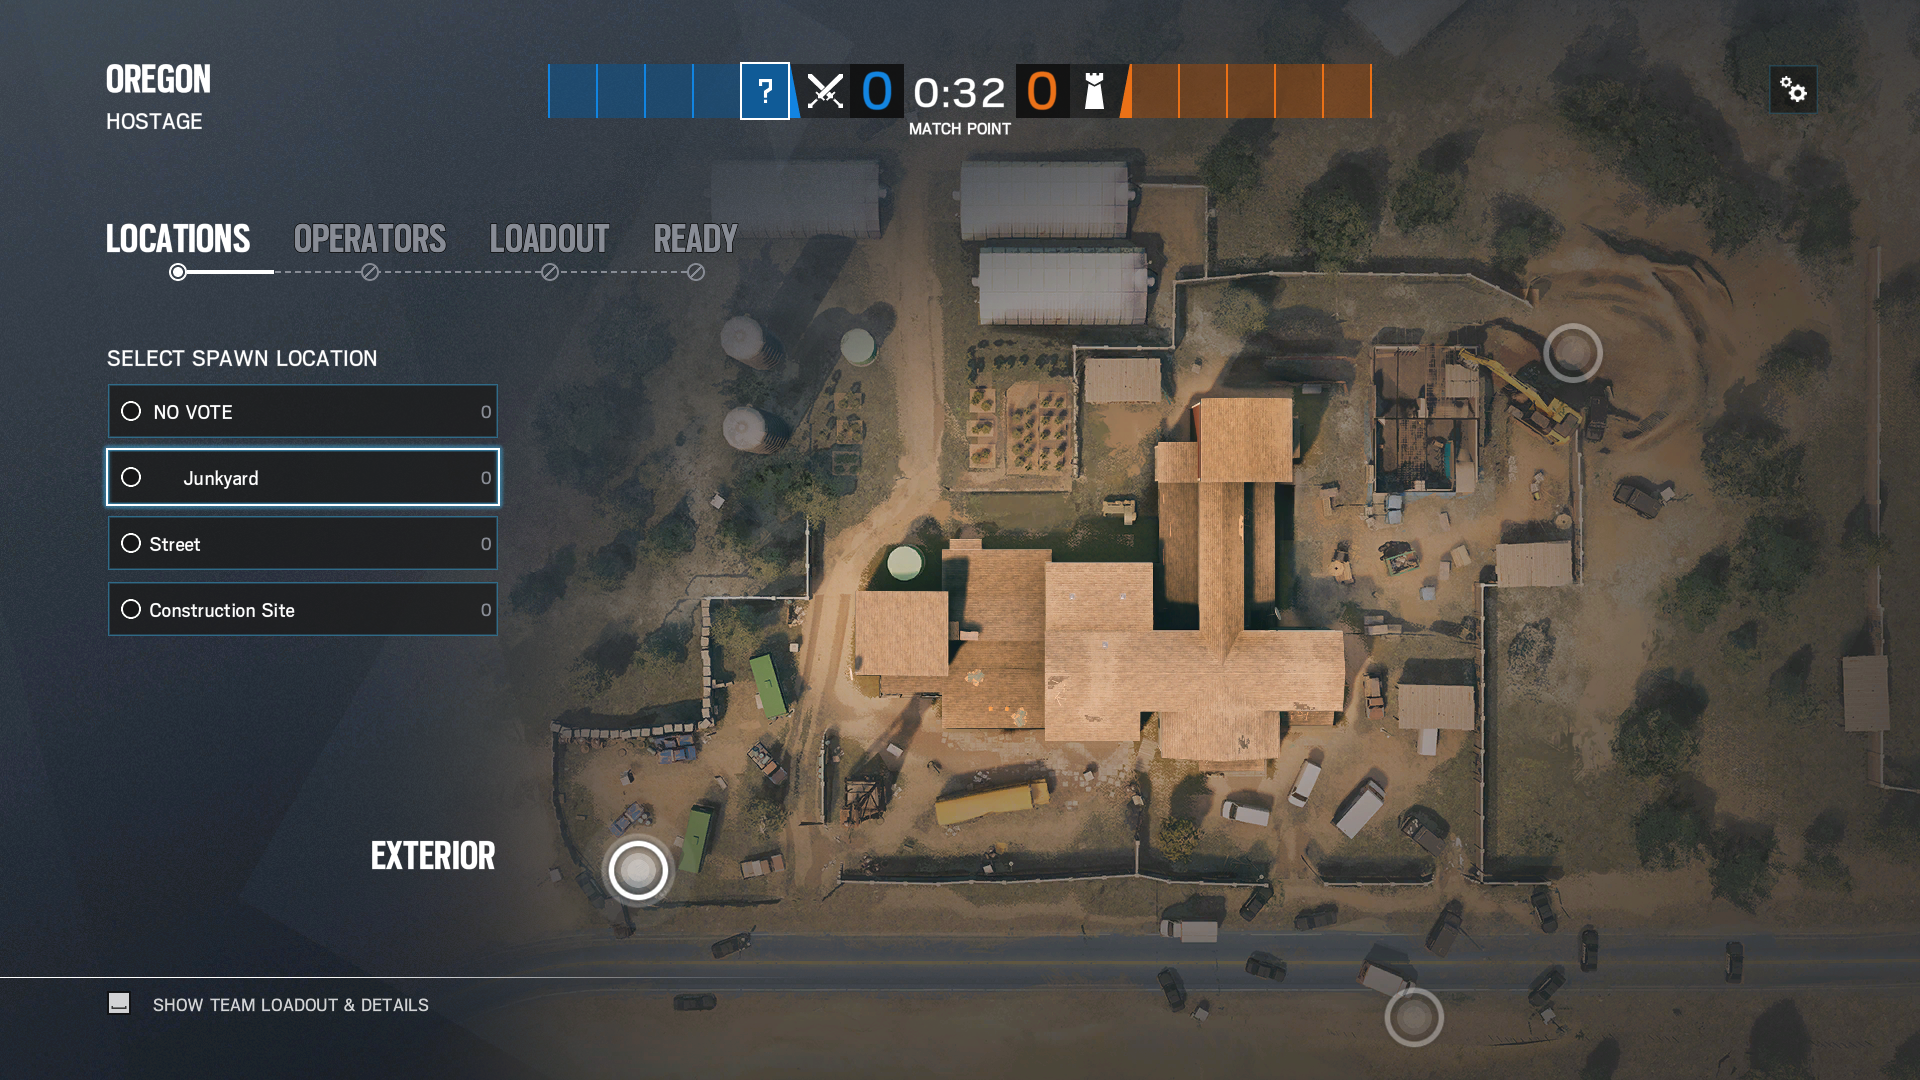 OREGON
HOSTAGE
?
0
0:32
0
MATCH POINT
LOCATIONS
OPERATORS
LOADOUT
READY
SELECT SPAWN LOCATION
NO VOTE 0
Junkyard 0
Street 0
Construction Site 0
EXTERIOR
SHOW TEAM LOADOUT & DETAILS